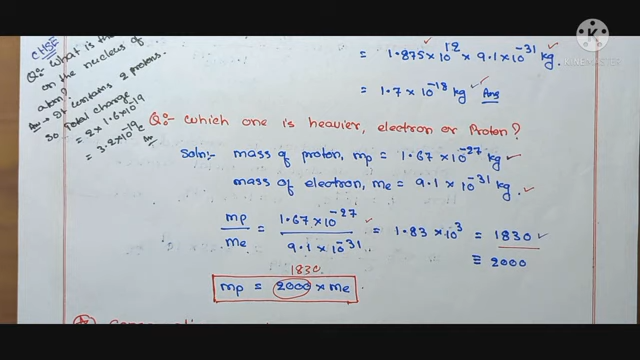 CHSE
Q:- What is the
on the nucleus of
atom?
Ans → It contains 2 protons.
So Total charge
= 2 × 1.6×10^-19
= 3.2×10^-19 c
Ans
= 1.875 × 10^12 × 9.1 × 10^-31 kg.
= 1.7 × 10^-18 kg Ans
Q:- Which one is heavier, electron or Proton?
Soln:- mass of proton, mp = 1.67 × 10^-27 kg
mass of electron, me = 9.1 × 10^-31 kg.
mp/me = 1.67 × 10^-27 / 9.1 × 10^-31 = 1.83 × 10^3 = 1830
≡ 2000
1830
mp = 2000 × me
KINEMASTER